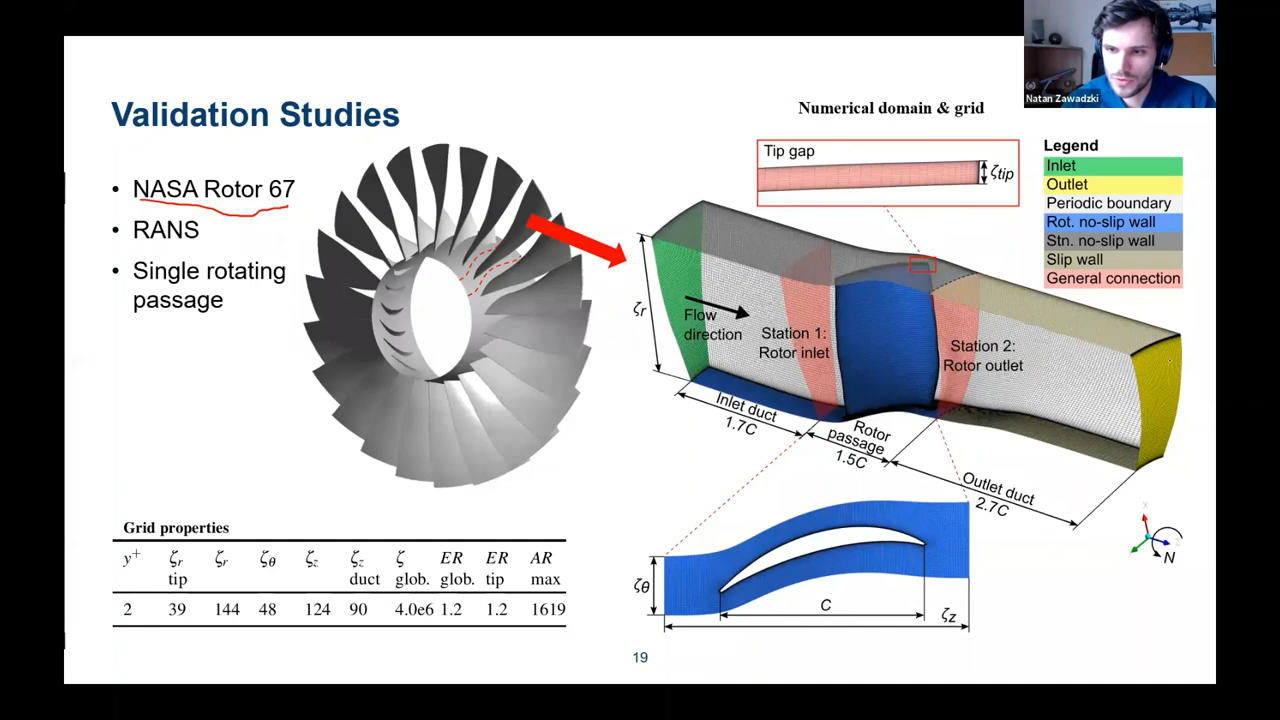 Natan Zawadzki
Validation Studies
• NASA Rotor 67
• RANS
• Single rotating
passage
Numerical domain & grid
Tip gap
ζtip
Legend
Inlet
Outlet
Periodic boundary
Rot. no-slip wall
Stn. no-slip wall
Slip wall
General connection
ζr
Flow
direction
Station 1:
Rotor inlet
Station 2:
Rotor outlet
Inlet duct
1.7C
Rotor
passage
1.5C
Outlet duct
2.7C
X
Z
N
ζθ
C
ζz
Grid properties
y+ ζr ζr ζθ ζz ζz ζ ER ER AR
tip duct glob. glob. tip max
2 39 144 48 124 90 4.0e6 1.2 1.2 1619
19